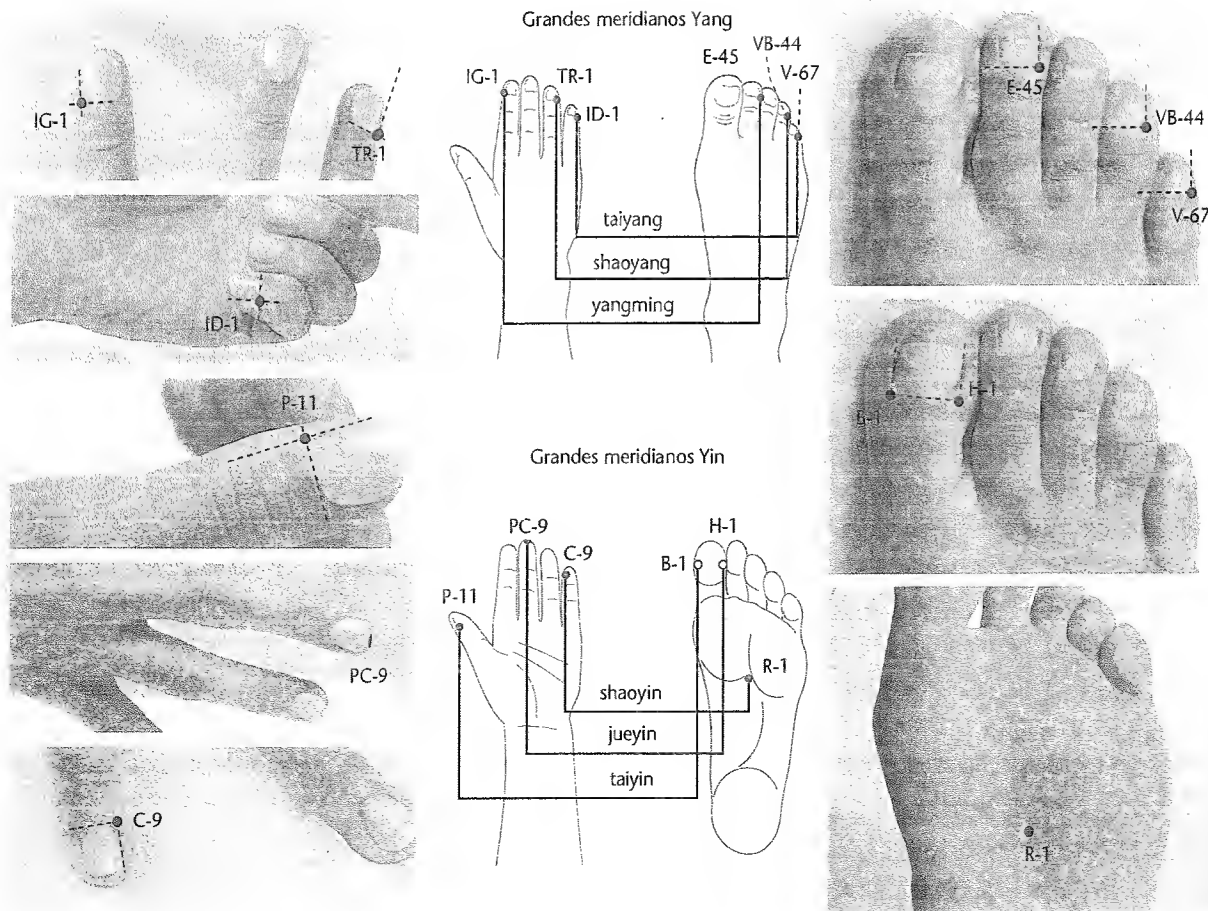 IG-1
TR-1
ID-1
P-11
PC-9
C-9
Grandes meridianos Yang
IG-1
TR-1
ID-1
E-45
VB-44
V-67
taiyang
shaoyang
yangming
Grandes meridianos Yin
P-11
PC-9
C-9
B-1
H-1
R-1
shaoyin
jueyin
taiyin
E-45
VB-44
V-67
B-1
H-1
R-1